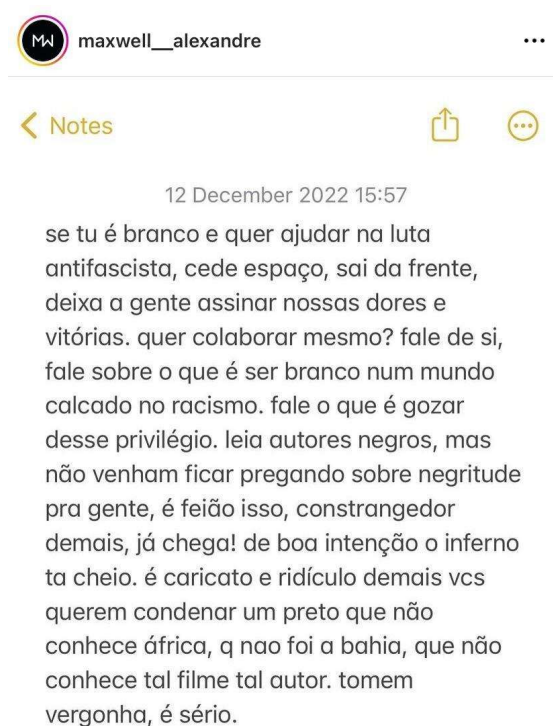 MW
maxwell__alexandre
Notes
12 December 2022 15:57
se tu é branco e quer ajudar na luta
antifascista, cede espaço, sai da frente,
deixa a gente assinar nossas dores e
vitórias. quer colaborar mesmo? fale de si,
fale sobre o que é ser branco num mundo
calcado no racismo. fale o que é gozar
desse privilégio. leia autores negros, mas
não venham ficar pregando sobre negritude
pra gente, é feião isso, constrangedor
demais, já chega! de boa intenção o inferno
ta cheio. é caricato e ridículo demais vcs
querem condenar um preto que não
conhece áfrica, q nao foi a bahia, que não
conhece tal filme tal autor. tomem
vergonha, é sério.